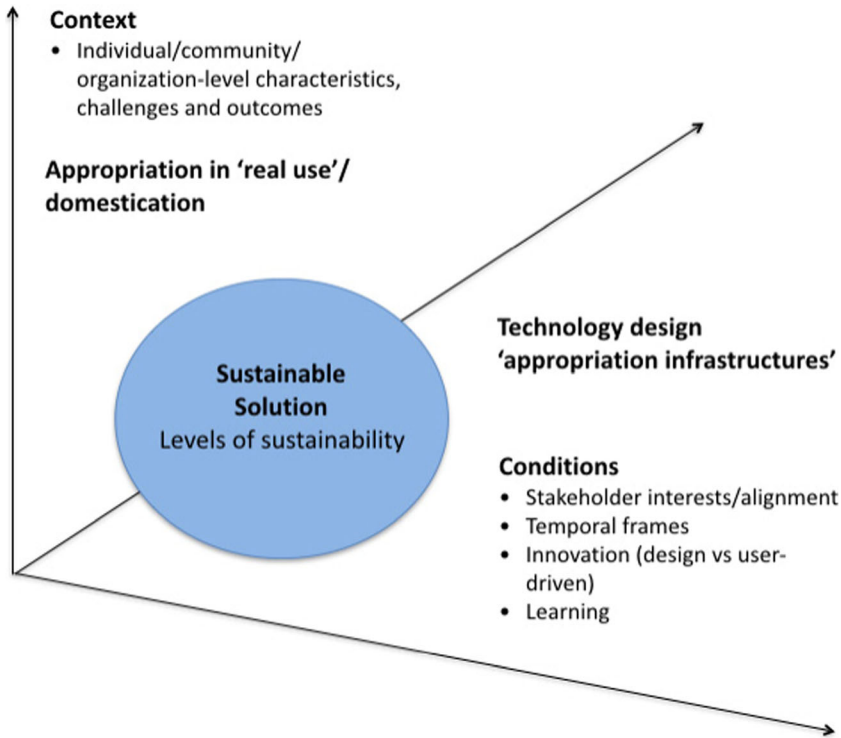 Context
• Individual/community/
organization-level characteristics,
challenges and outcomes
Appropriation in ‘real use’/
domestication
Sustainable
Solution
Levels of sustainability
Technology design
‘appropriation infrastructures’
Conditions
• Stakeholder interests/alignment
• Temporal frames
• Innovation (design vs user-
driven)
• Learning